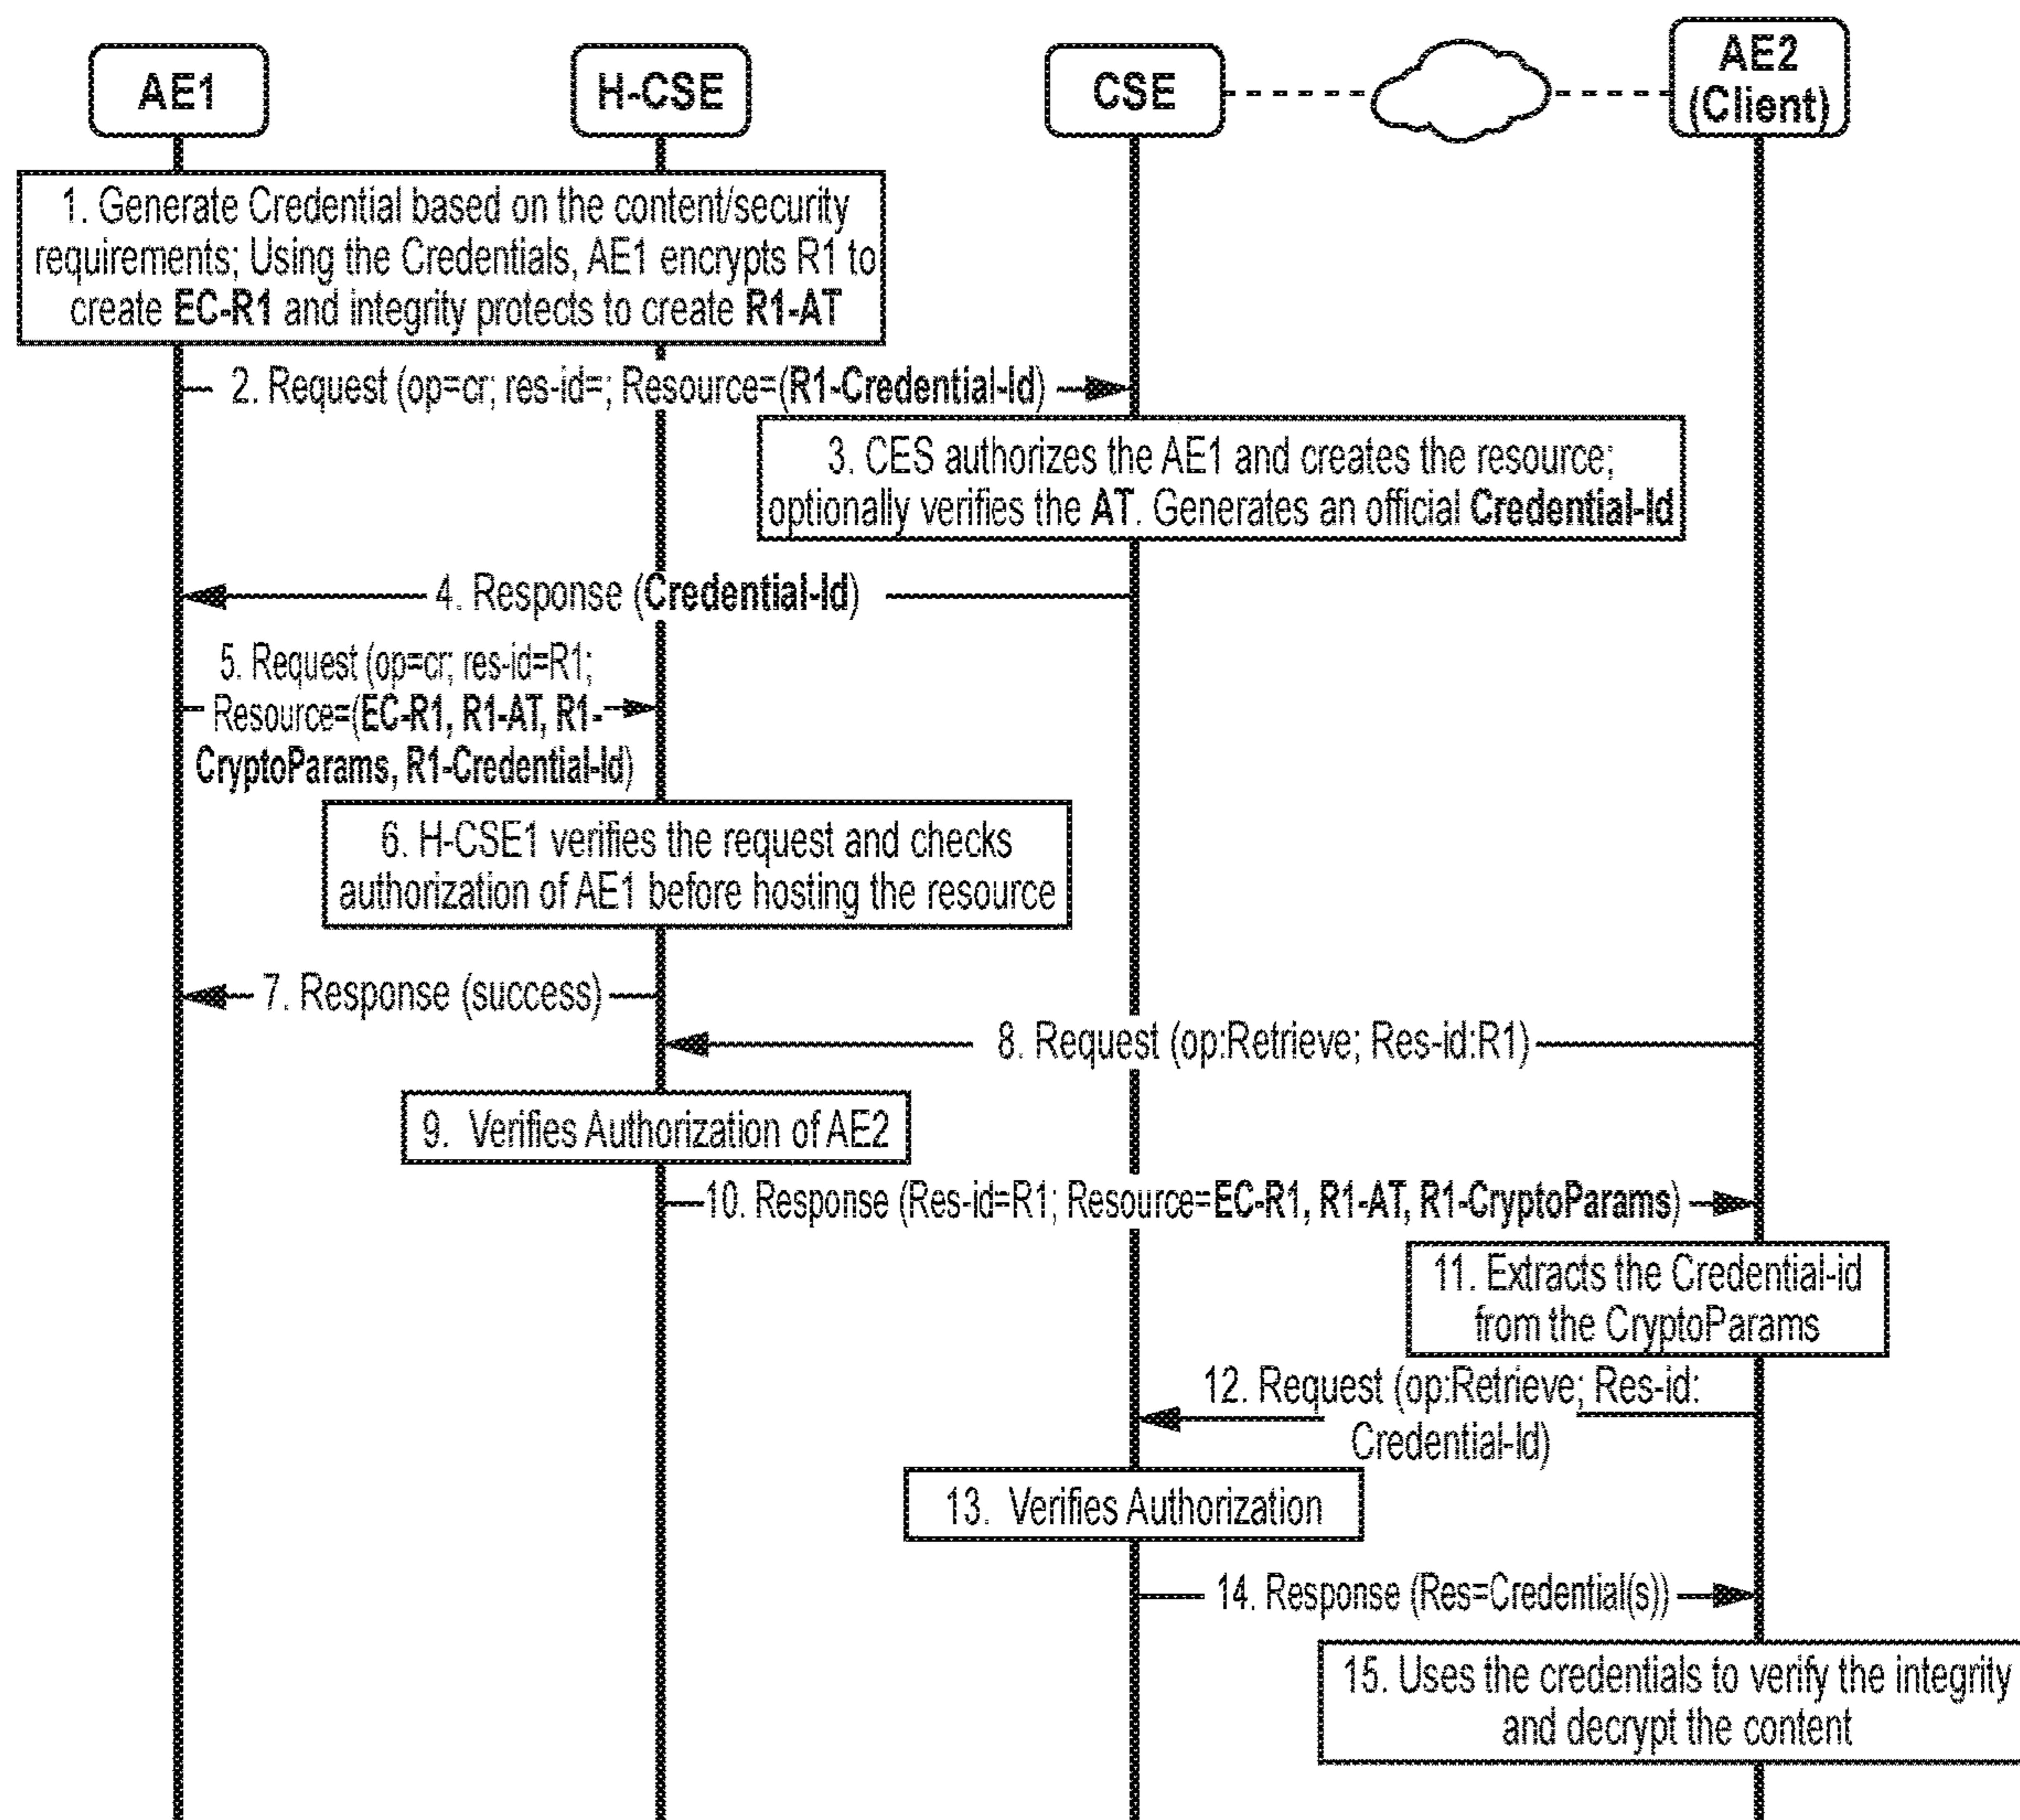 AE1
H-CSE
CSE
AE2
(Client)
1. Generate Credential based on the content/security
requirements; Using the Credentials, AE1 encrypts R1 to
create EC-R1 and integrity protects to create R1-AT
2. Request (op=cr; res-id=; Resource=(R1-Credential-Id)
3. CES authorizes the AE1 and creates the resource;
optionally verifies the AT. Generates an official Credential-Id
4. Response (Credential-Id)
5. Request (op=cr; res-id=R1;
Resource=(EC-R1, R1-AT, R1-
CryptoParams, R1-Credential-Id)
6. H-CSE1 verifies the request and checks
authorization of AE1 before hosting the resource
7. Response (success)
8. Request (op:Retrieve; Res-id:R1)
9. Verifies Authorization of AE2
10. Response (Res-id=R1; Resource=EC-R1, R1-AT, R1-CryptoParams)
11. Extracts the Credential-id
from the CryptoParams
12. Request (op:Retrieve; Res-id:
Credential-Id)
13. Verifies Authorization
14. Response (Res=Credential(s))
15. Uses the credentials to verify the integrity
and decrypt the content